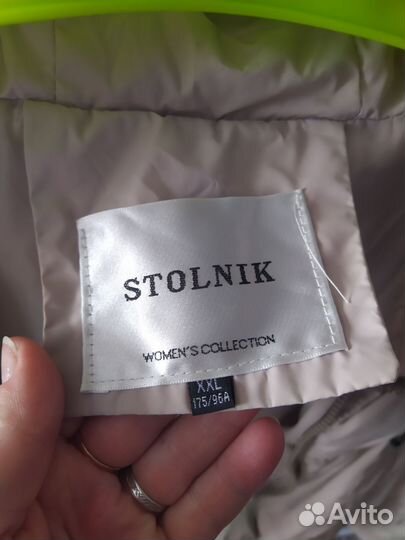 STOLNIK
WOMEN'S COLLECTION
XXL
175/96A
Avito